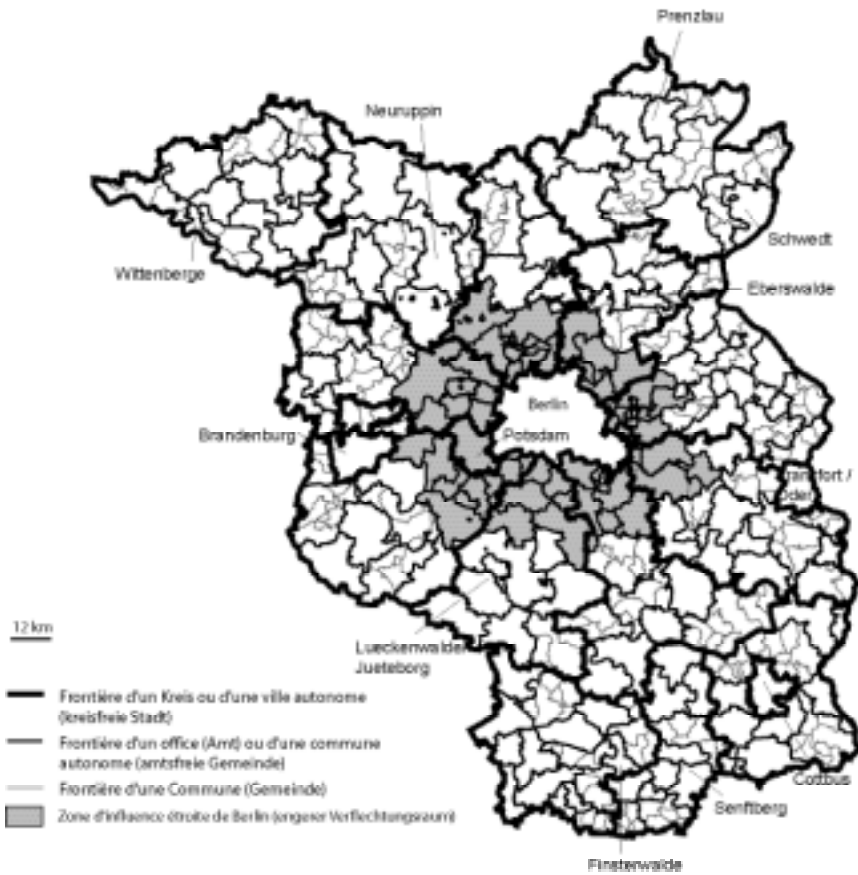 Prenzlau
Neuruppin
Schwedt
Wittenberge
Eberswalde
Berlin
Brandenburg
Potsdam
Frankfort /
Oder
12 km
Lueckenwalder
Jueteborg
Frontière d'un Kreis ou d'une ville autonome
(kreisfreie Stadt)
Frontière d'un office (Amt) ou d'une commune
autonome (amtsfreie Gemeinde)
Frontière d'une Commune (Gemeinde)
Zone d'influence étroite de Berlin (engerer Verflechtungsraum)
Cottbus
Senftberg
Finsterwalde